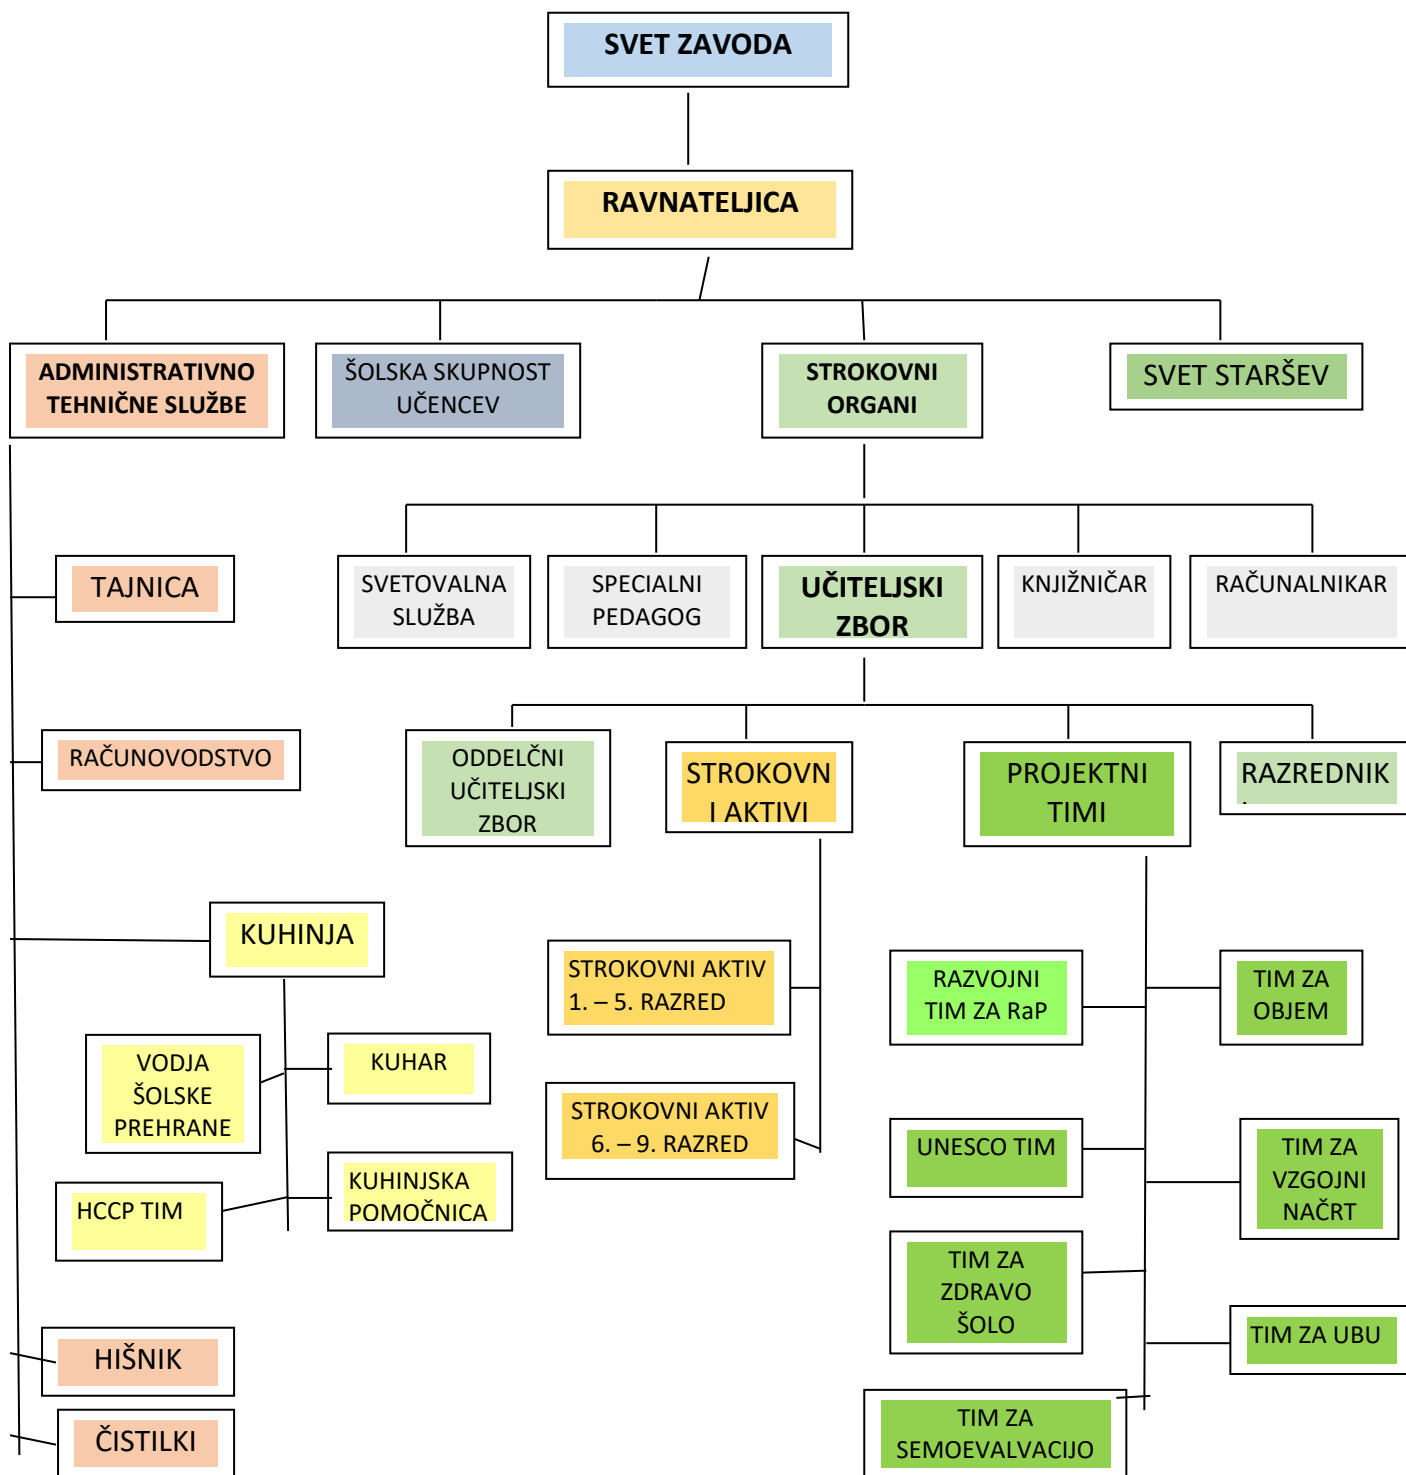 SVET ZAVODA
RAVNATELJICA
ADMINISTRATIVNO
TEHNIČNE SLUŽBE
ŠOLSKA SKUPNOST
UČENCEV
STROKOVNI
ORGANI
SVET STARŠEV
TAJNICA
SVETOVALNA
SLUŽBA
SPECIALNI
PEDAGOG
UČITELJSKI
ZBOR
KNJIŽNIČAR
RAČUNALNIKAR
RAČUNOVODSTVO
ODDELČNI
UČITELJSKI
ZBOR
STROKOVN
I AKTIVI
PROJEKTNI
TIMI
RAZREDNIK
KUHINJA
STROKOVNI AKTIV
1. – 5. RAZRED
RAZVOJNI
TIM ZA RaP
TIM ZA
OBJEM
VODJA
ŠOLSKE
PREHRANE
KUHAR
STROKOVNI AKTIV
6. – 9. RAZRED
UNESCO TIM
TIM ZA
VZGOJNI
NAČRT
HCCP TIM
KUHINJSKA
POMOČNICA
TIM ZA
ZDRAVO
ŠOLO
TIM ZA UBU
HIŠNIK
ČISTILKI
TIM ZA
SEMOEVALVACIJO